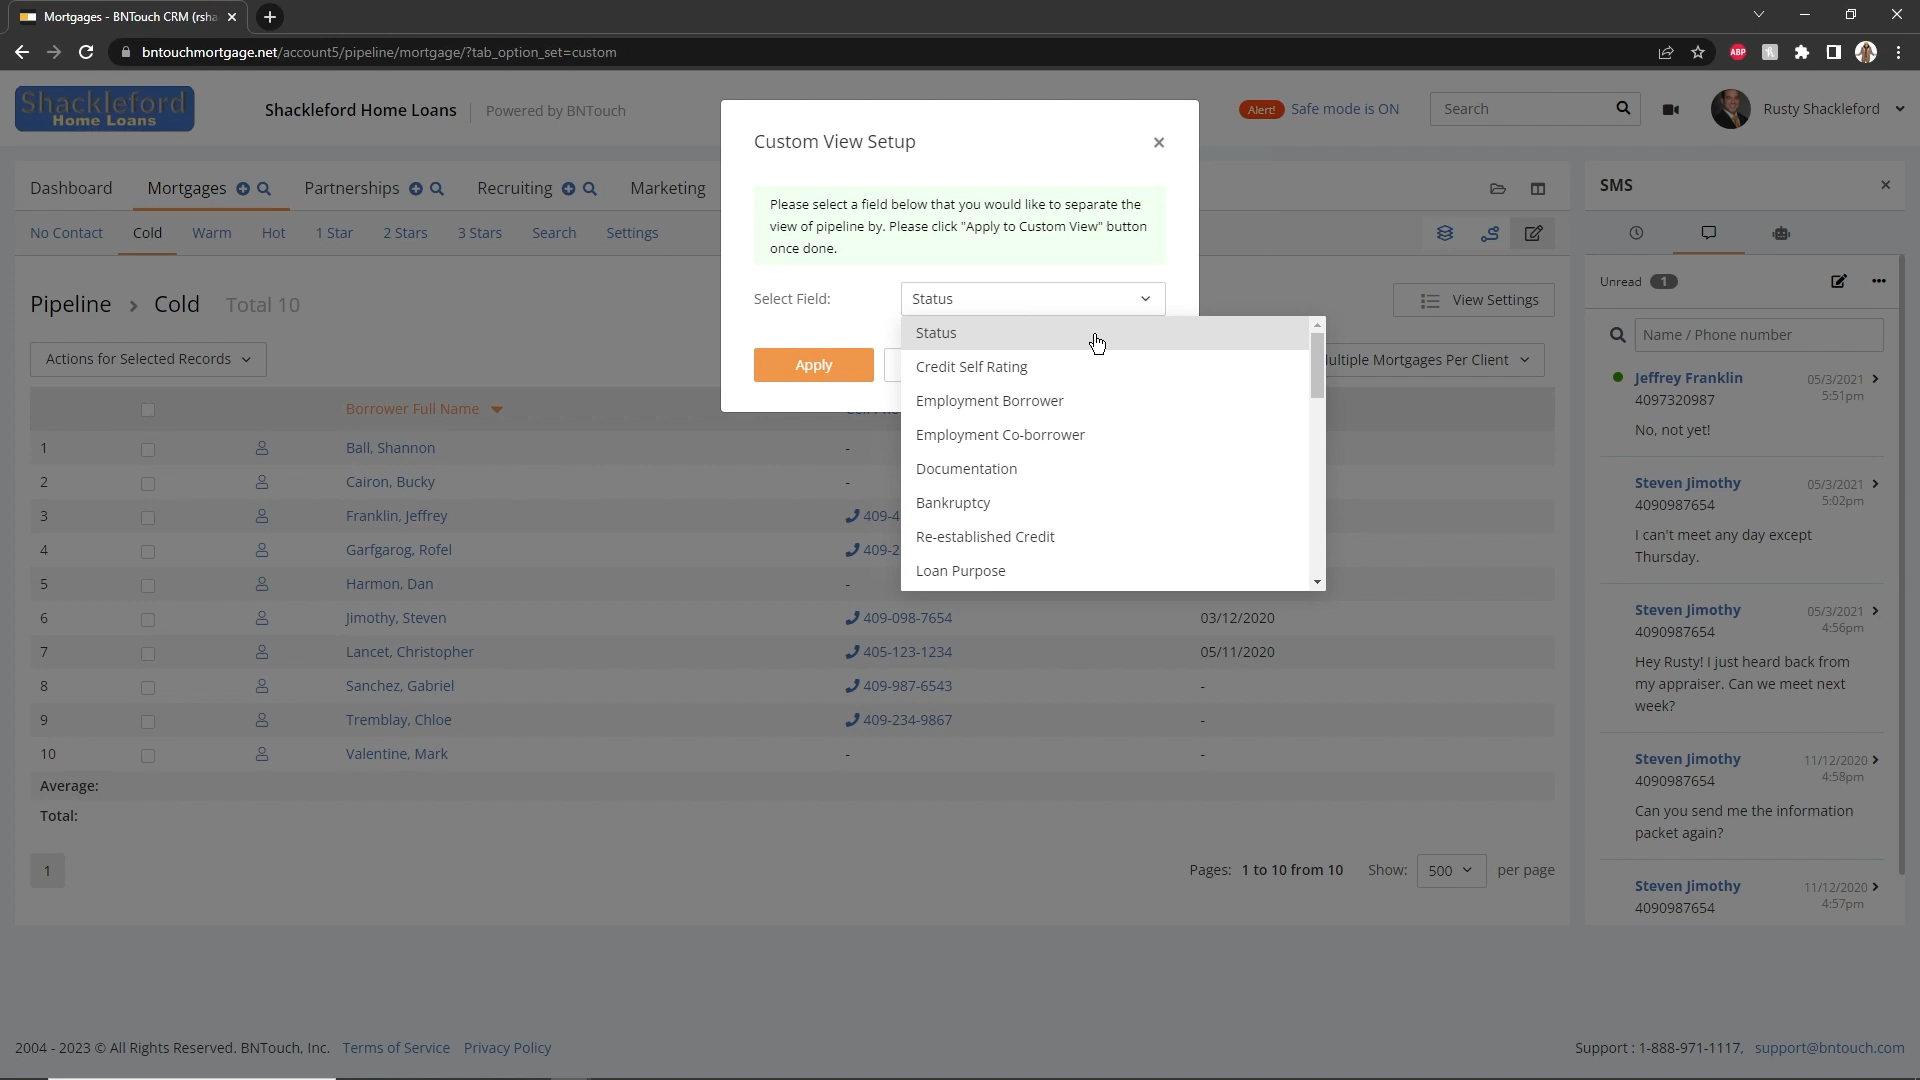 Mortgages - BNTouch CRM (rsha
bntouchmortgage.net/account5/pipeline/mortgage/?tab_option_set=custom
ABP
Shackleford
Home Loans
Shackleford Home Loans
Powered by BNTouch
Alert!
Safe mode is ON
Search
Rusty Shackleford
Dashboard
Mortgages
Partnerships
Recruiting
Marketing
No Contact
Cold
Warm
Hot
1 Star
2 Stars
3 Stars
Search
Settings
Pipeline > Cold Total 10
View Settings
Actions for Selected Records
ultiple Mortgages Per Client
Custom View Setup
Please select a field below that you would like to separate the
view of pipeline by. Please click "Apply to Custom View" button
once done.
Select Field:
Status
Apply
Status
Credit Self Rating
Employment Borrower
Employment Co-borrower
Documentation
Bankruptcy
Re-established Credit
Loan Purpose
Borrower Full Name
1 Ball, Shannon -
2 Cairon, Bucky -
3 Franklin, Jeffrey 409-4
4 Garfgarog, Rofel 409-2
5 Harmon, Dan -
6 Jimothy, Steven 409-098-7654 03/12/2020
7 Lancet, Christopher 405-123-1234 05/11/2020
8 Sanchez, Gabriel 409-987-6543 -
9 Tremblay, Chloe 409-234-9867 -
10 Valentine, Mark - -
Average:
Total:
1
Pages: 1 to 10 from 10 Show: 500 per page
SMS
Unread 1
Name / Phone number
Jeffrey Franklin 05/3/2021
4097320987 5:51pm
No, not yet!
Steven Jimothy 05/3/2021
4090987654 5:02pm
I can't meet any day except
Thursday.
Steven Jimothy 05/3/2021
4090987654 4:56pm
Hey Rusty! I just heard back from
my appraiser. Can we meet next
week?
Steven Jimothy 11/12/2020
4090987654 4:58pm
Can you send me the information
packet again?
Steven Jimothy 11/12/2020
4090987654 4:57pm
2004 - 2023 © All Rights Reserved. BNTouch, Inc. Terms of Service Privacy Policy
Support : 1-888-971-1117, support@bntouch.com